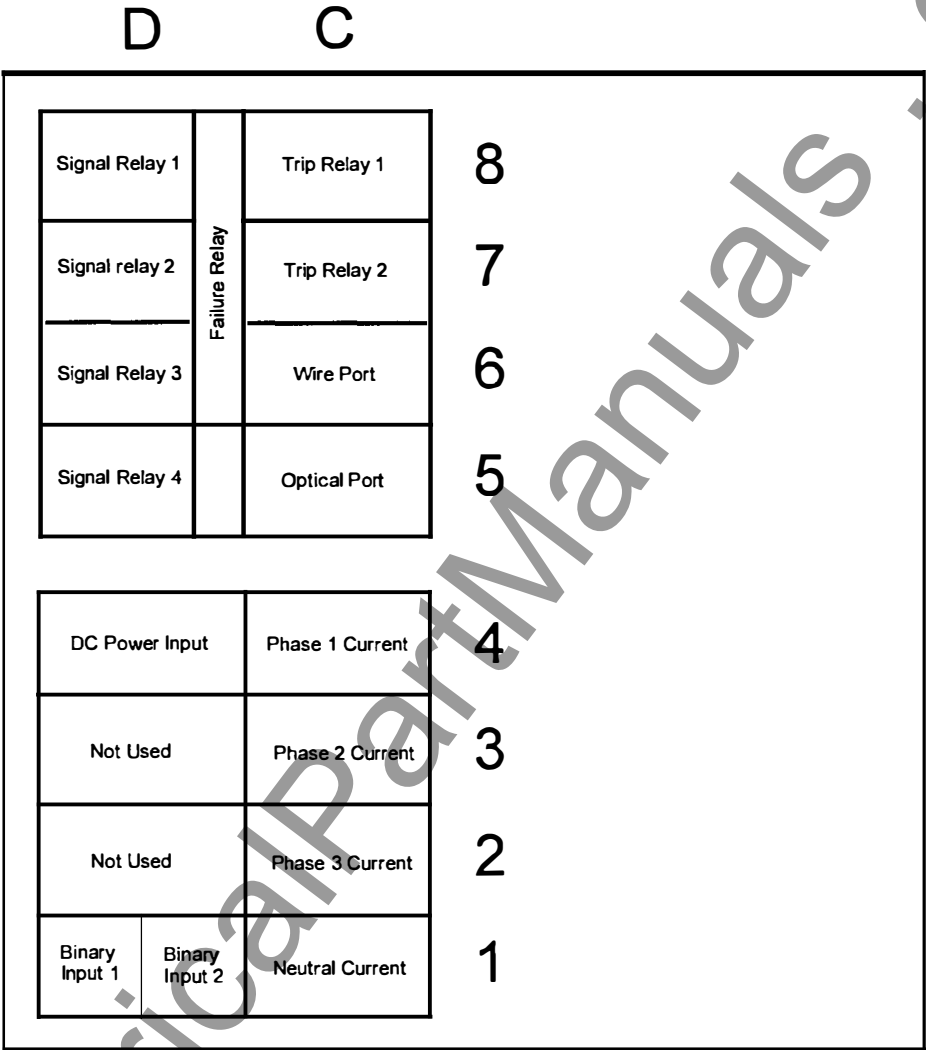 D C
Signal Relay 1
Failure Relay
Trip Relay 1
8
Signal relay 2
Trip Relay 2
7
Signal Relay 3
Wire Port
6
Signal Relay 4
Optical Port
5
DC Power Input
Phase 1 Current
4
Not Used
Phase 2 Current
3
Not Used
Phase 3 Current
2
Binary
Input 1
Binary
Input 2
Neutral Current
1
ricalPartManuals .